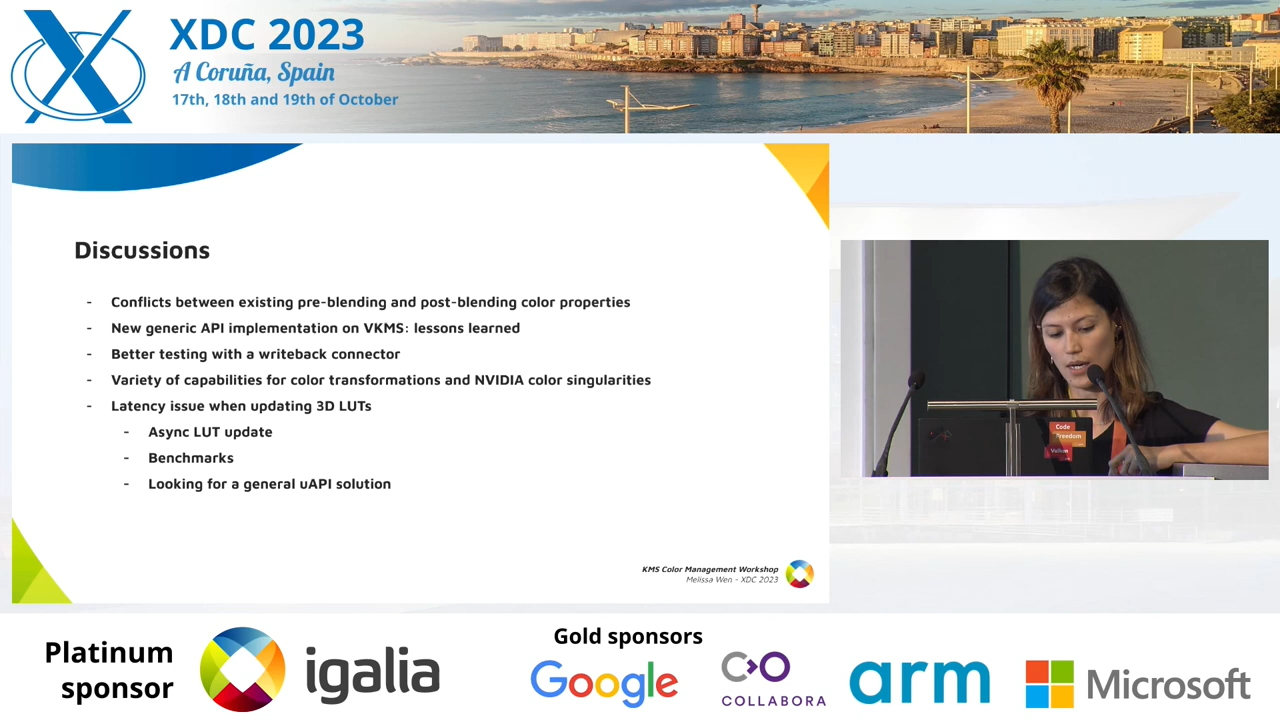 XDC 2023
A Coruña, Spain
17th, 18th and 19th of October
Discussions
- Conflicts between existing pre-blending and post-blending color properties
- New generic API implementation on VKMS: lessons learned
- Better testing with a writeback connector
- Variety of capabilities for color transformations and NVIDIA color singularities
- Latency issue when updating 3D LUTs
- Async LUT update
- Benchmarks
- Looking for a general uAPI solution
KMS Color Management Workshop
Melissa Wen - XDC 2023
Code
Freedom
Platinum
sponsor
igalia
Gold sponsors
Google
COLLABORA
arm
Microsoft